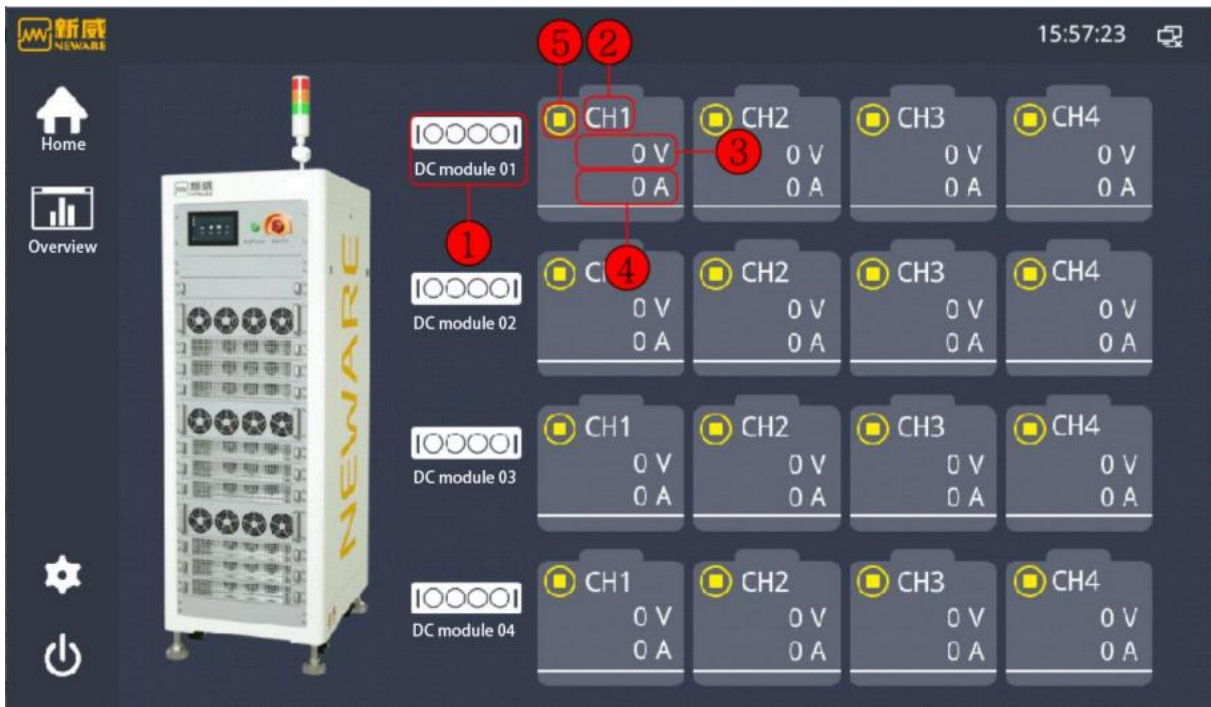 新威
NEWARE
15:57:23
Home
Overview
新威
NEWARE
5 2
DC module 01
1
CH1
0 V
0 A
3
4
CH2
0 V
0 A
CH3
0 V
0 A
CH4
0 V
0 A
DC module 02
C
0 V
0 A
CH2
0 V
0 A
CH3
0 V
0 A
CH4
0 V
0 A
DC module 03
CH1
0 V
0 A
CH2
0 V
0 A
CH3
0 V
0 A
CH4
0 V
0 A
DC module 04
CH1
0 V
0 A
CH2
0 V
0 A
CH3
0 V
0 A
CH4
0 V
0 A